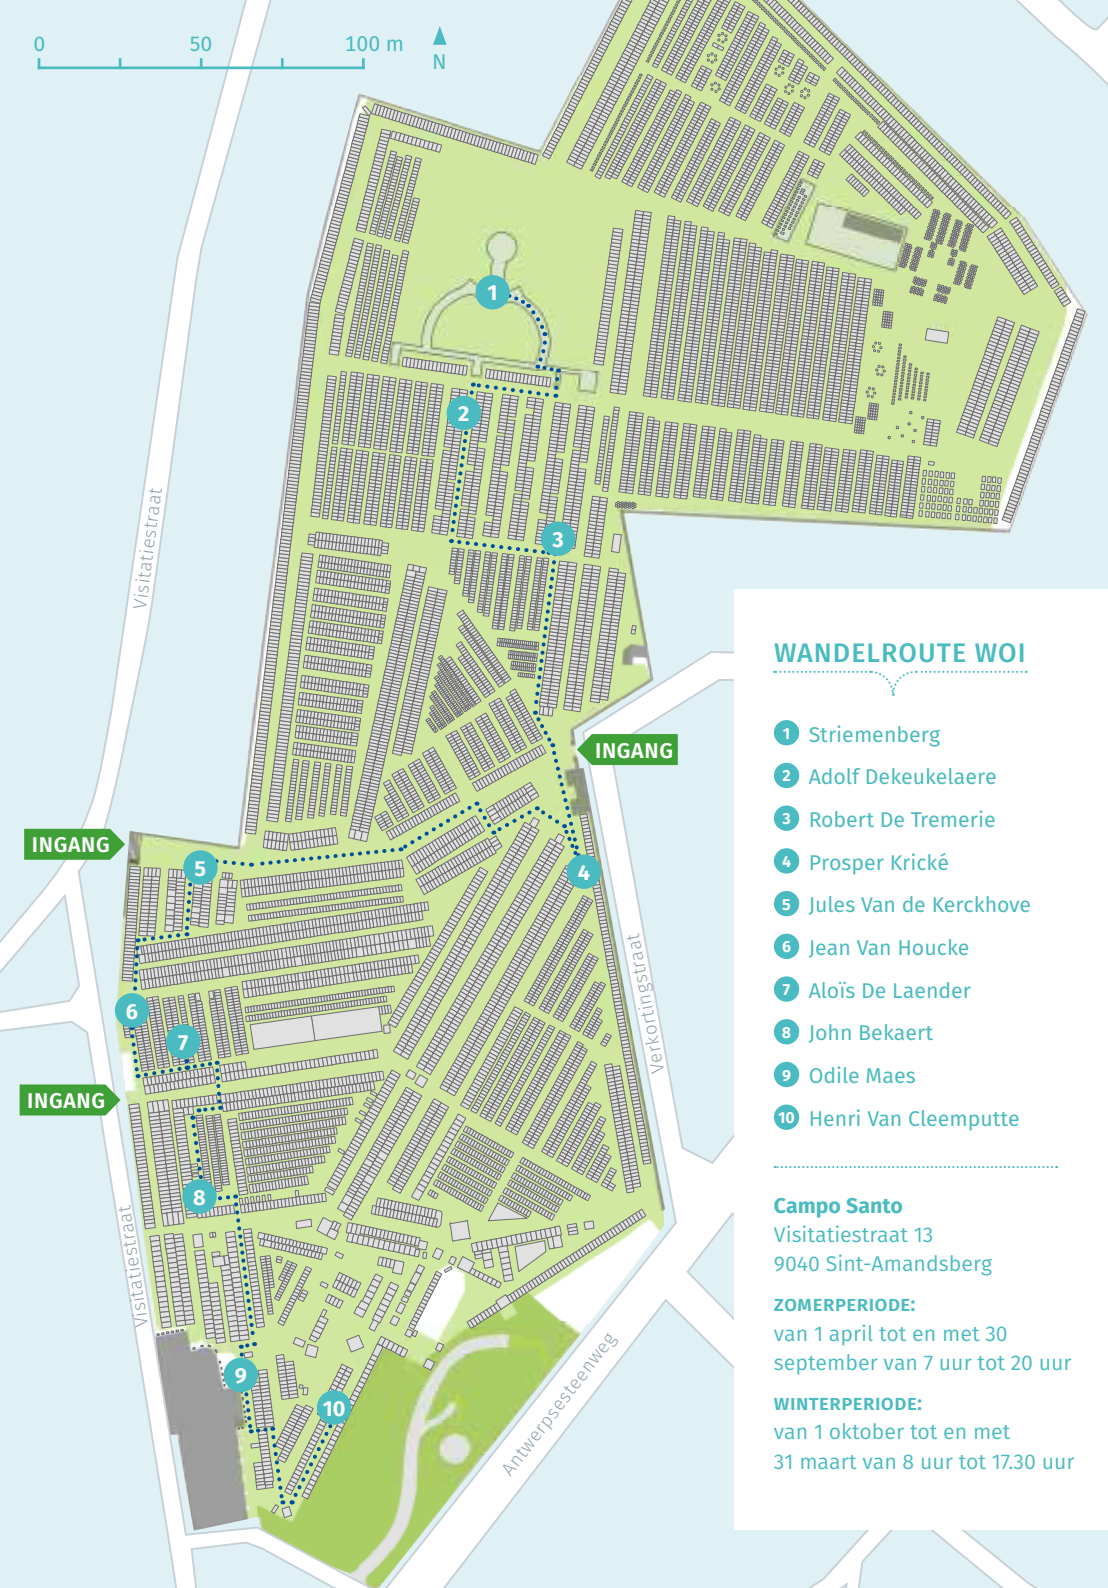 0 50 100 m
N
1
2
3
Visitatiestraat
INGANG
INGANG
5
4
6
7
Verkortingstraat
INGANG
8
Visitatiestraat
9
10
Antwerpsesteenweg
WANDELROUTE WOI
1 Striemenberg
2 Adolf Dekeukelaere
3 Robert De Tremerie
4 Prosper Krické
5 Jules Van de Kerckhove
6 Jean Van Houcke
7 Aloïs De Laender
8 John Bekaert
9 Odile Maes
10 Henri Van Cleemputte
Campo Santo
Visitatiestraat 13
9040 Sint-Amandsberg
ZOMERPERIODE:
van 1 april tot en met 30
september van 7 uur tot 20 uur
WINTERPERIODE:
van 1 oktober tot en met
31 maart van 8 uur tot 17.30 uur